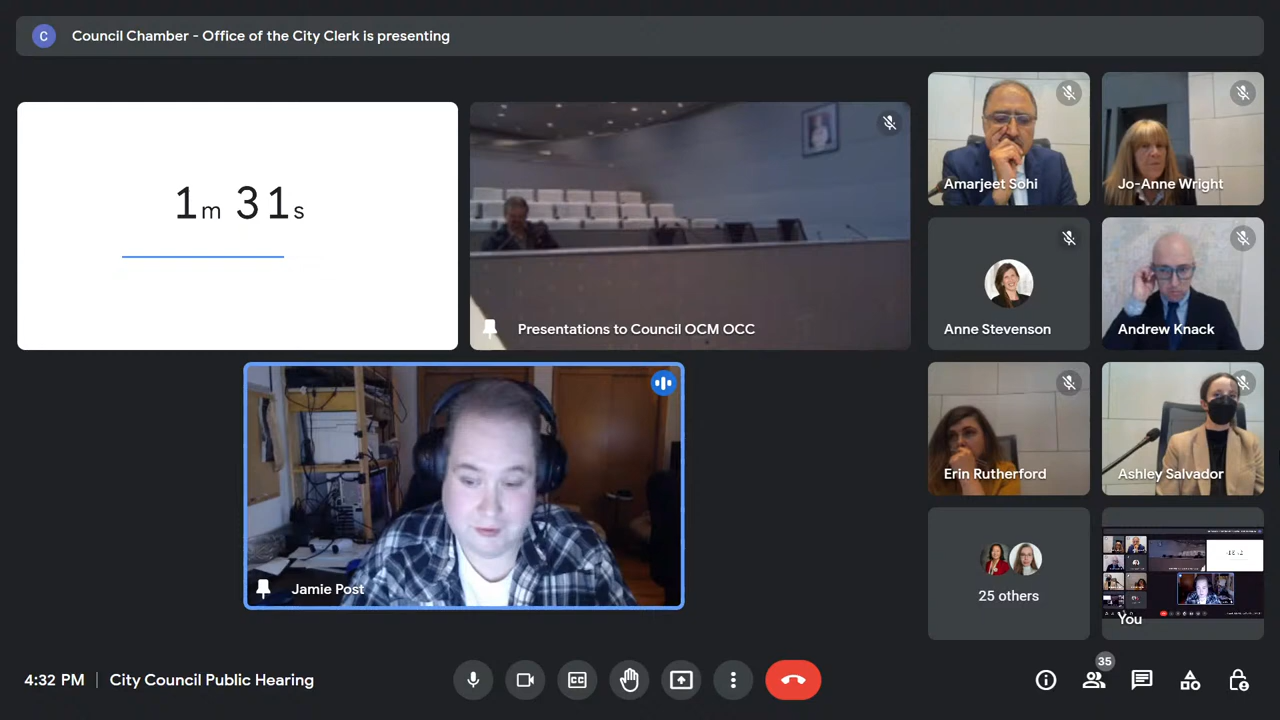 C Council Chamber - Office of the City Clerk is presenting
1m 31s
Presentations to Council OCM OCC
Jamie Post
Amarjeet Sohi
Jo-Anne Wright
Anne Stevenson
Andrew Knack
Erin Rutherford
Ashley Salvador
25 others
You
4:32 PM | City Council Public Hearing
CC
35